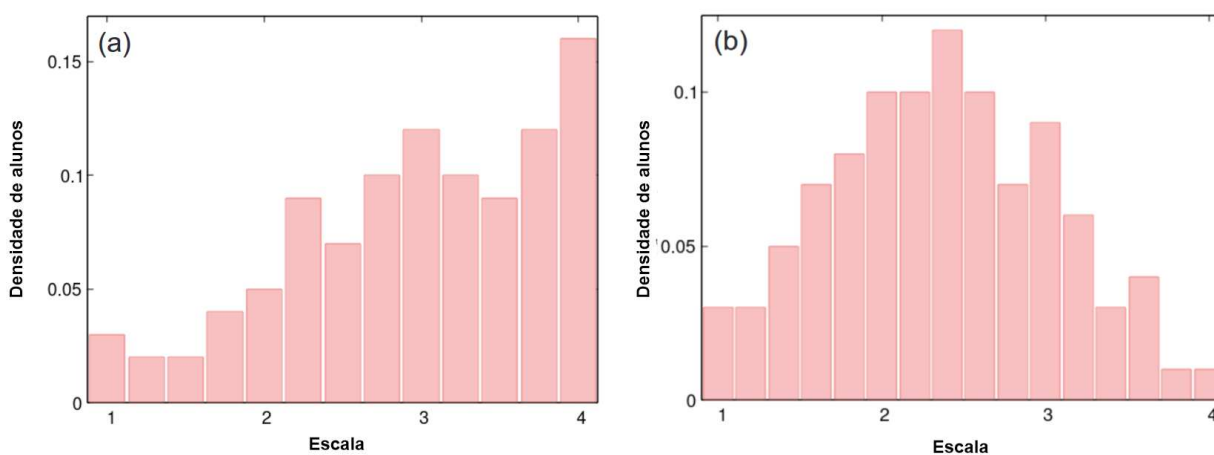 (a)
0.15
0.1
0.05
0
1 2 3 4
Densidade de alunos
Escala
(b)
0.1
0.05
0
1 2 3 4
Densidade de alunos
Escala